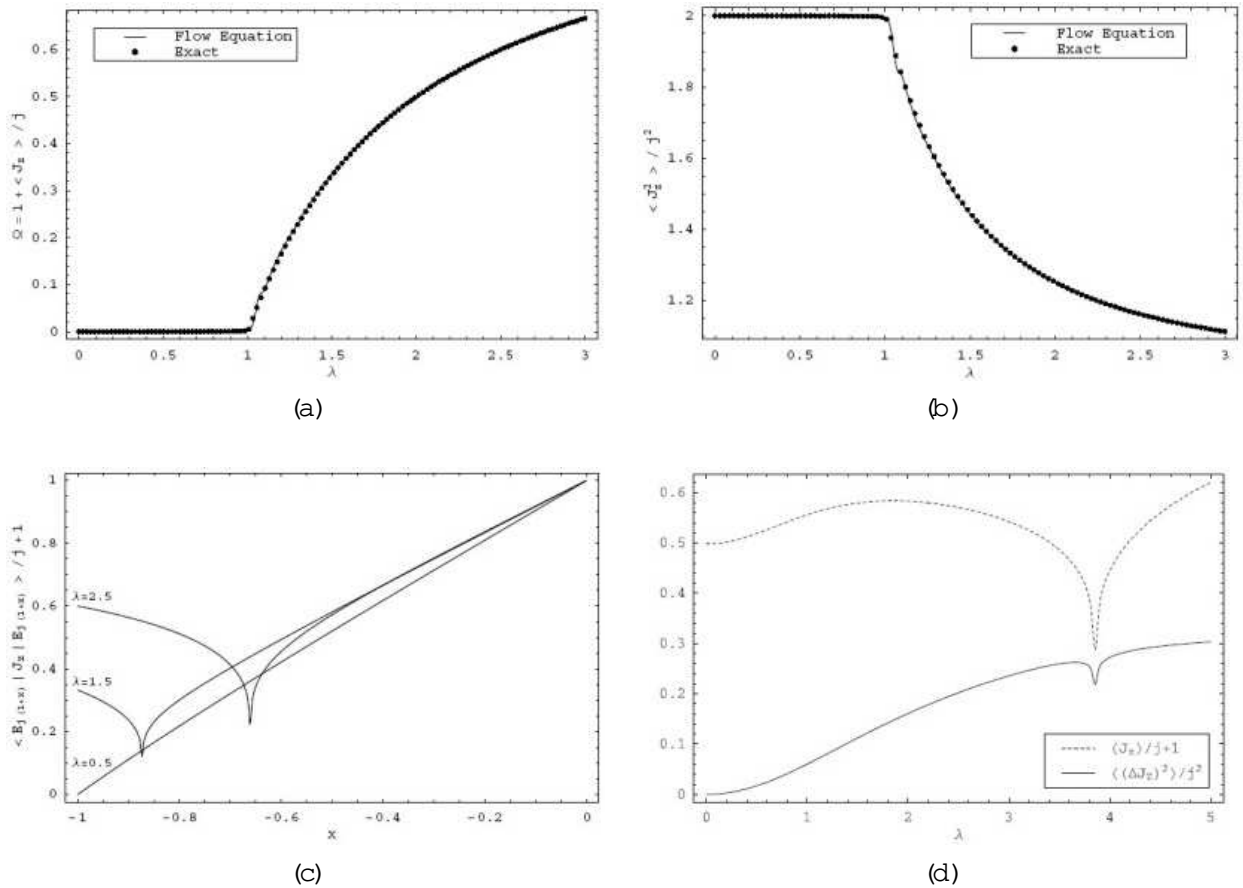 Flow Equation
Exact
0.6
0.5
0.4
0.3
0.2
0.1
0
Ω = 1 + < J_z > / j
0 0.5 1 1.5 2 2.5 3
λ
(a)
Flow Equation
Exact
2
1.8
1.6
1.4
1.2
< J_z^2 > / j^2
0 0.5 1 1.5 2 2.5 3
λ
(b)
1
0.8
0.6
0.4
0.2
0
< E_j(1+x) | J_z | E_j(1+x) > / j + 1
λ=2.5
λ=1.5
λ=0.5
-1 -0.8 -0.6 -0.4 -0.2 0
x
(c)
0.6
0.5
0.4
0.3
0.2
0.1
0
⟨J_z⟩/j+1
⟨(ΔJ_z)^2⟩/j^2
0 1 2 3 4 5
λ
(d)